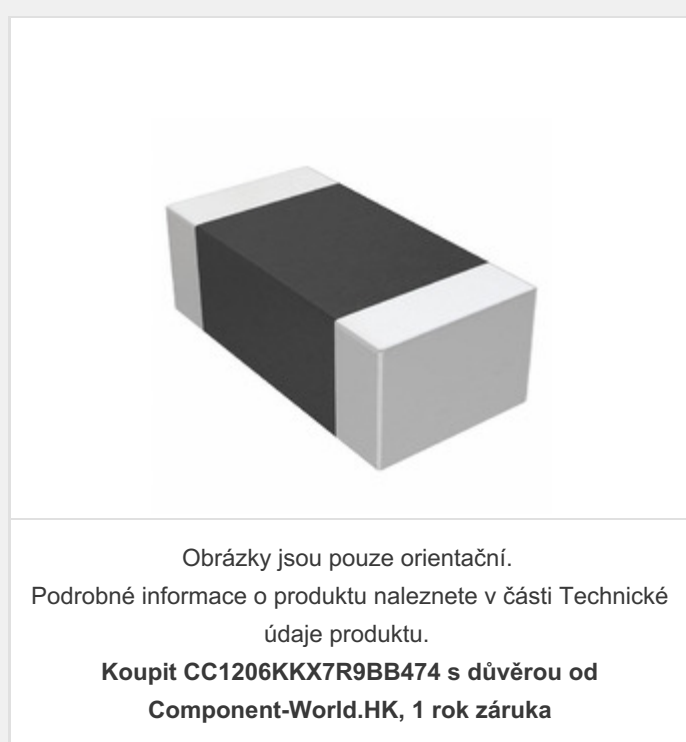 Obrázky jsou pouze orientační.
Podrobné informace o produktu naleznete v části Technické
údaje produktu.
Koupit CC1206KKX7R9BB474 s důvěrou od
Component-World.HK, 1 rok záruka